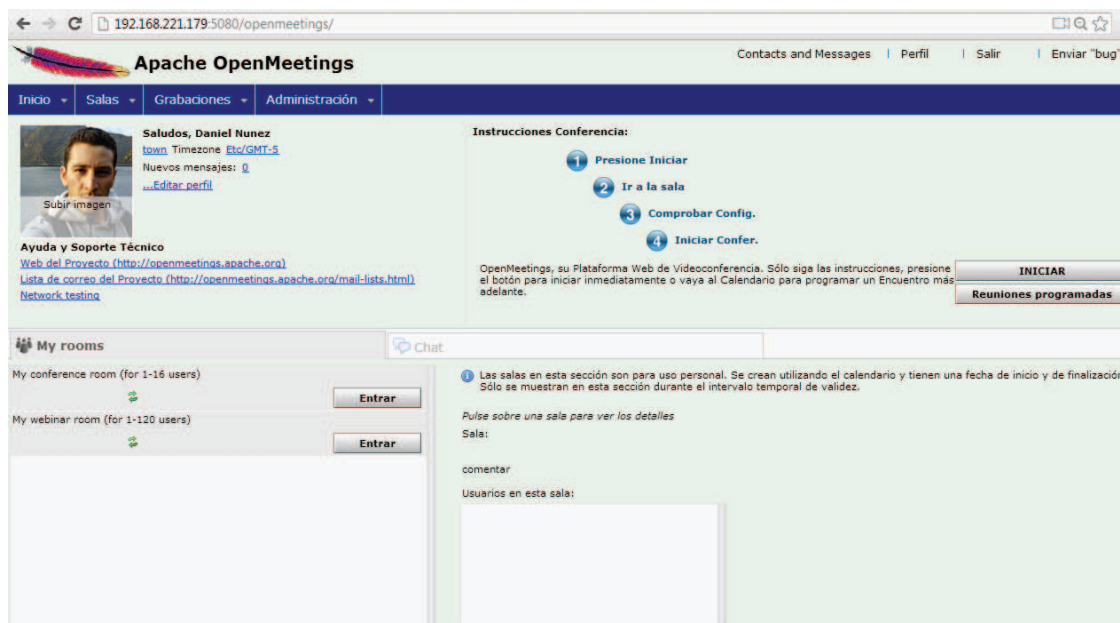 192.168.221.179:5080/openmeetings/
Apache OpenMeetings
Contacts and Messages | Perfil | Salir | Enviar "bug"
Inicio Salas Grabaciones Administración
Saludos, Daniel Nunez
town Timezone Etc/GMT-5
Nuevos mensajes: 0
...Editar perfil
Subir imagen
Ayuda y Soporte Técnico
Web del Proyecto (http://openmeetings.apache.org)
Lista de correo del Proyecto (http://openmeetings.apache.org/mail-lists.html)
Network testing
Instrucciones Conferencia:
1 Presione Iniciar
2 Ir a la sala
3 Comprobar Config.
4 Iniciar Confer.
OpenMeetings, su Plataforma Web de Videoconferencia. Sólo siga las instrucciones, presione
el botón para iniciar inmediatamente o vaya al Calendario para programar un Encuentro más
adelante.
INICIAR
Reuniones programadas
My rooms
Chat
My conference room (for 1-16 users)
Entrar
My webinar room (for 1-120 users)
Entrar
Las salas en esta sección son para uso personal. Se crean utilizando el calendario y tienen una fecha de inicio y de finalización
Sólo se muestran en esta sección durante el intervalo temporal de validez.
Pulse sobre una sala para ver los detalles
Sala:
comentar
Usuarios en esta sala: